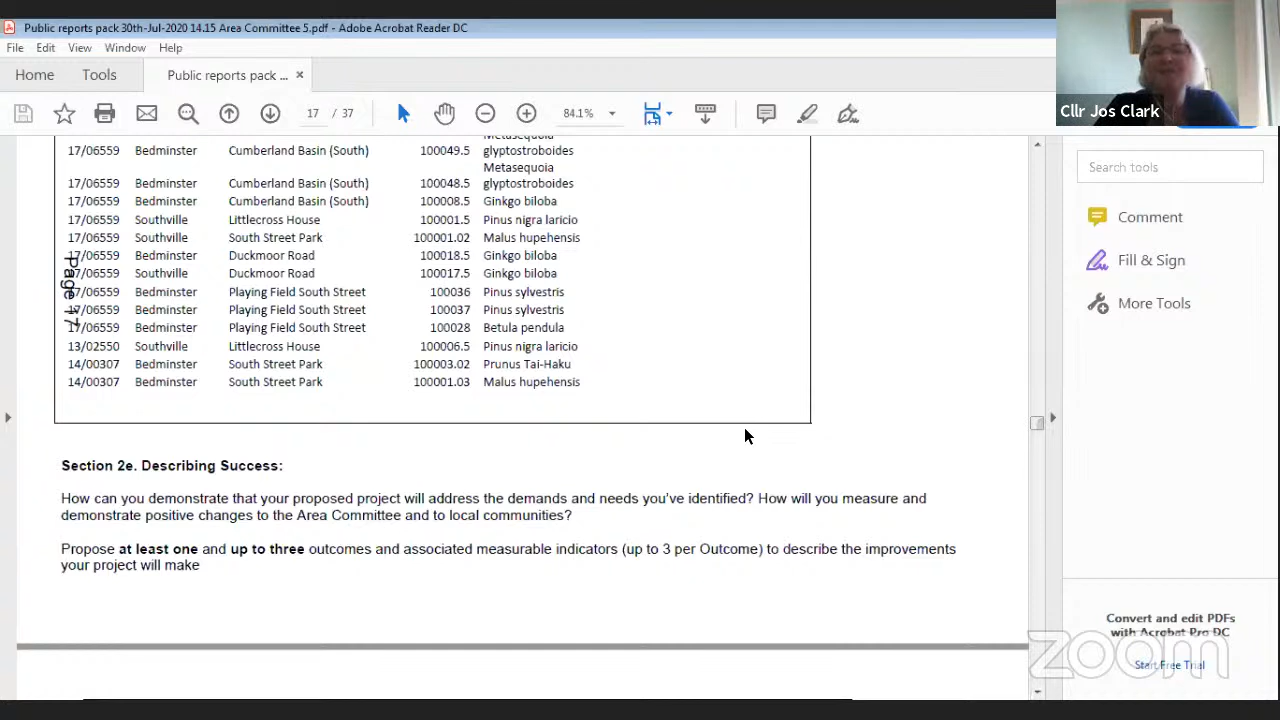 Public reports pack 30th-Jul-2020 14.15 Area Committee 5.pdf - Adobe Acrobat Reader DC
File Edit View Window Help
Home Tools Public reports pack ... ×
17 / 37 84.1%
Cllr Jos Clark
Metasequoia
17/06559 Bedminster Cumberland Basin (South) 100049.5 glyptostroboides
Metasequoia
17/06559 Bedminster Cumberland Basin (South) 100048.5 glyptostroboides
17/06559 Bedminster Cumberland Basin (South) 100008.5 Ginkgo biloba
17/06559 Southville Littlecross House 100001.5 Pinus nigra laricio
17/06559 Southville South Street Park 100001.02 Malus hupehensis
17/06559 Bedminster Duckmoor Road 100018.5 Ginkgo biloba
17/06559 Southville Duckmoor Road 100017.5 Ginkgo biloba
17/06559 Bedminster Playing Field South Street 100036 Pinus sylvestris
17/06559 Bedminster Playing Field South Street 100037 Pinus sylvestris
17/06559 Bedminster Playing Field South Street 100028 Betula pendula
13/02550 Southville Littlecross House 100006.5 Pinus nigra laricio
14/00307 Bedminster South Street Park 100003.02 Prunus Tai-Haku
14/00307 Bedminster South Street Park 100001.03 Malus hupehensis
Page 17
Section 2e. Describing Success:
How can you demonstrate that your proposed project will address the demands and needs you've identified? How will you measure and
demonstrate positive changes to the Area Committee and to local communities?
Propose at least one and up to three outcomes and associated measurable indicators (up to 3 per Outcome) to describe the improvements
your project will make
Search tools
Comment
Fill & Sign
More Tools
Convert and edit PDFs
with Acrobat Pro DC
Start Free Trial
zoom